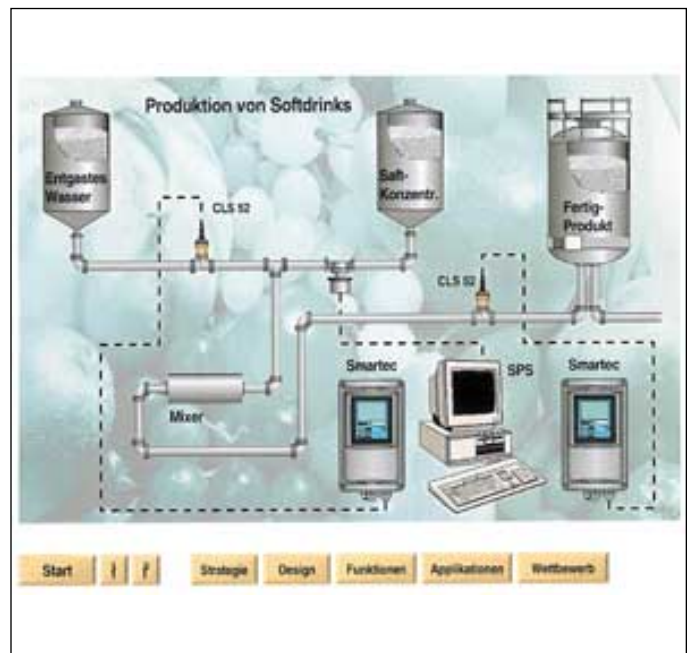 Produktion von Softdrinks
Entgastes
Wasser
Saft-
Konzentr.
Fertig-
Produkt
CLS 52
CLS 52
Smartec
SPS
Smartec
Mixer
Start
Strategie
Design
Funktionen
Applikationen
Wettbewerb